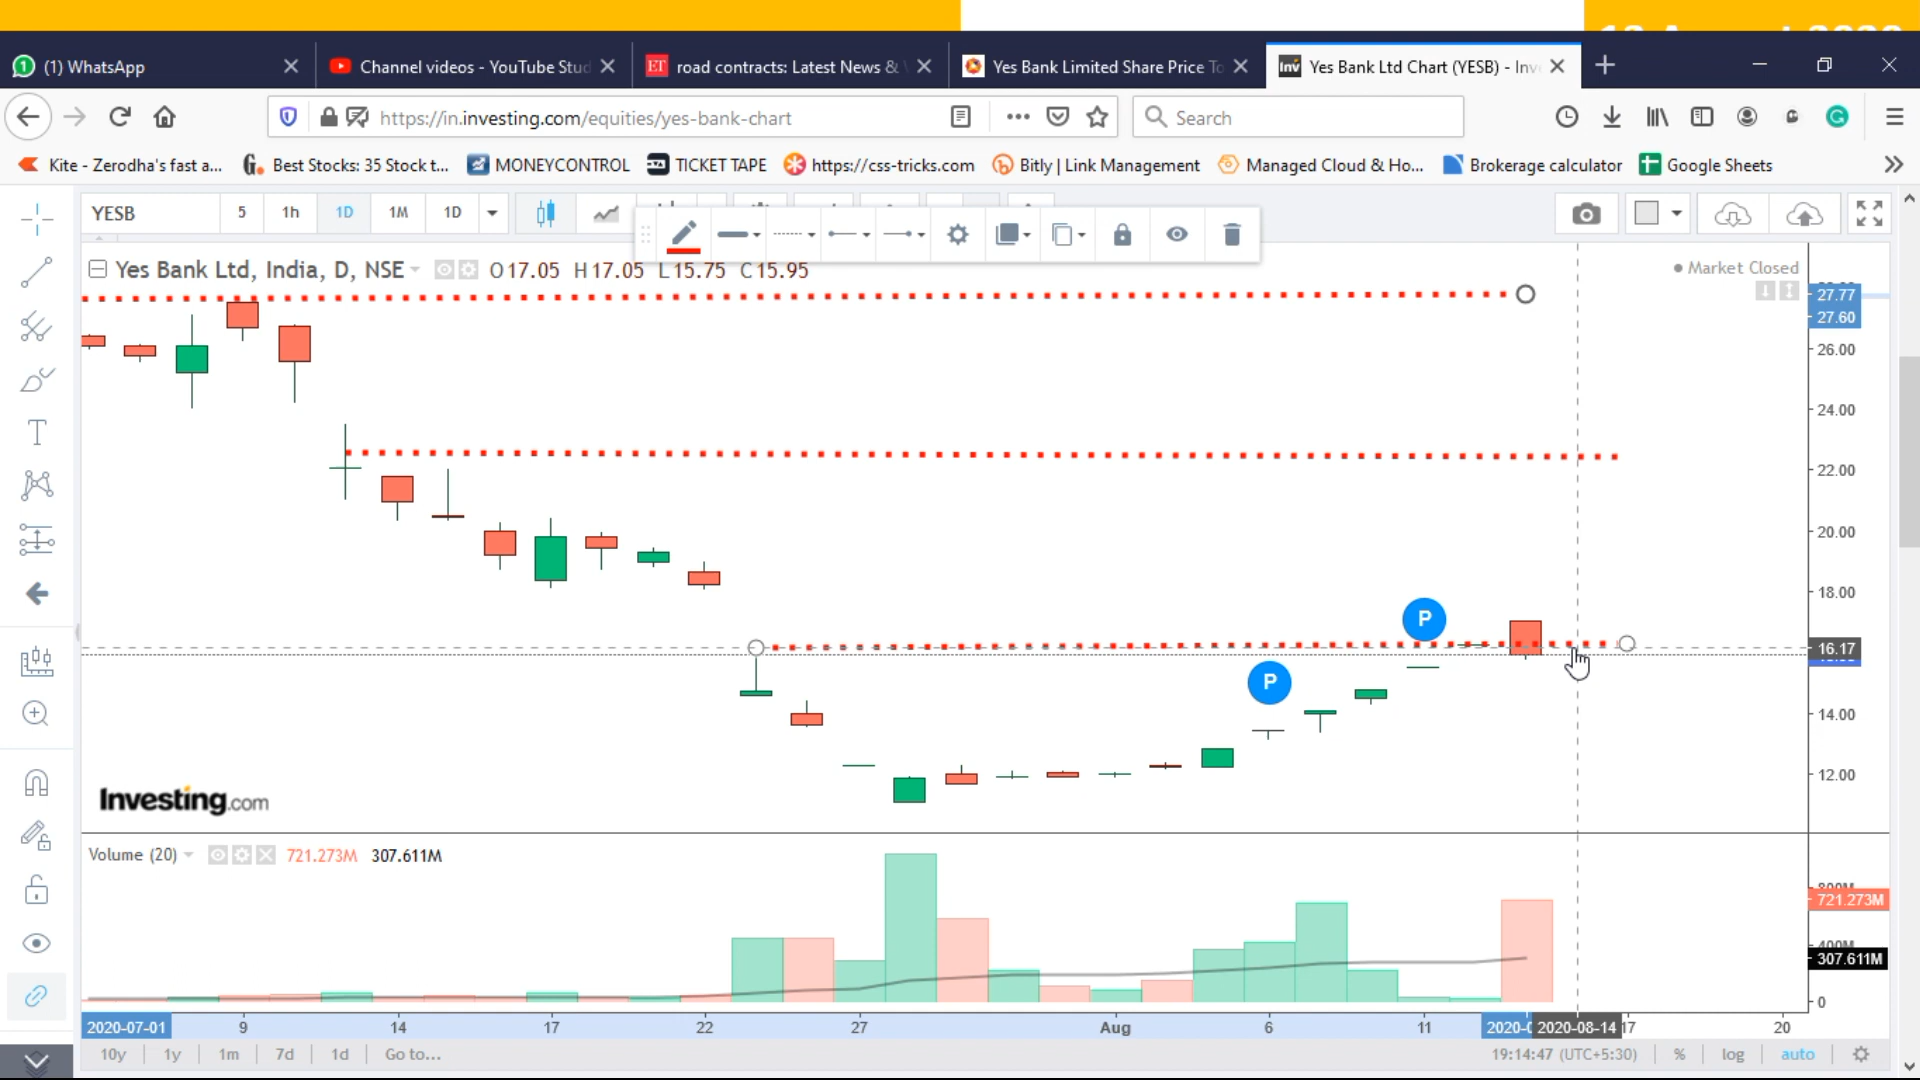 (1) WhatsApp
Channel videos - YouTube Stud
road contracts: Latest News &
Yes Bank Limited Share Price To
Yes Bank Ltd Chart (YESB) - Inv
https://in.investing.com/equities/yes-bank-chart
Search
Kite - Zerodha's fast a...
Best Stocks: 35 Stock t...
MONEYCONTROL
TICKET TAPE
https://css-tricks.com
Bitly | Link Management
Managed Cloud & Ho...
Brokerage calculator
Google Sheets
YESB 5 1h 1D 1M 1D
Yes Bank Ltd, India, D, NSE O17.05 H17.05 L15.75 C15.95
Market Closed
27.77
27.60
26.00
24.00
22.00
20.00
18.00
P
16.17
P
14.00
12.00
Investing.com
Volume (20) 721.273M 307.611M
721.273M
307.611M
0
2020-07-01 9 14 17 22 27 Aug 6 11 2020-08-14 17 20
10y 1y 1m 7d 1d Go to... 19:14:47 (UTC+5:30) % log auto